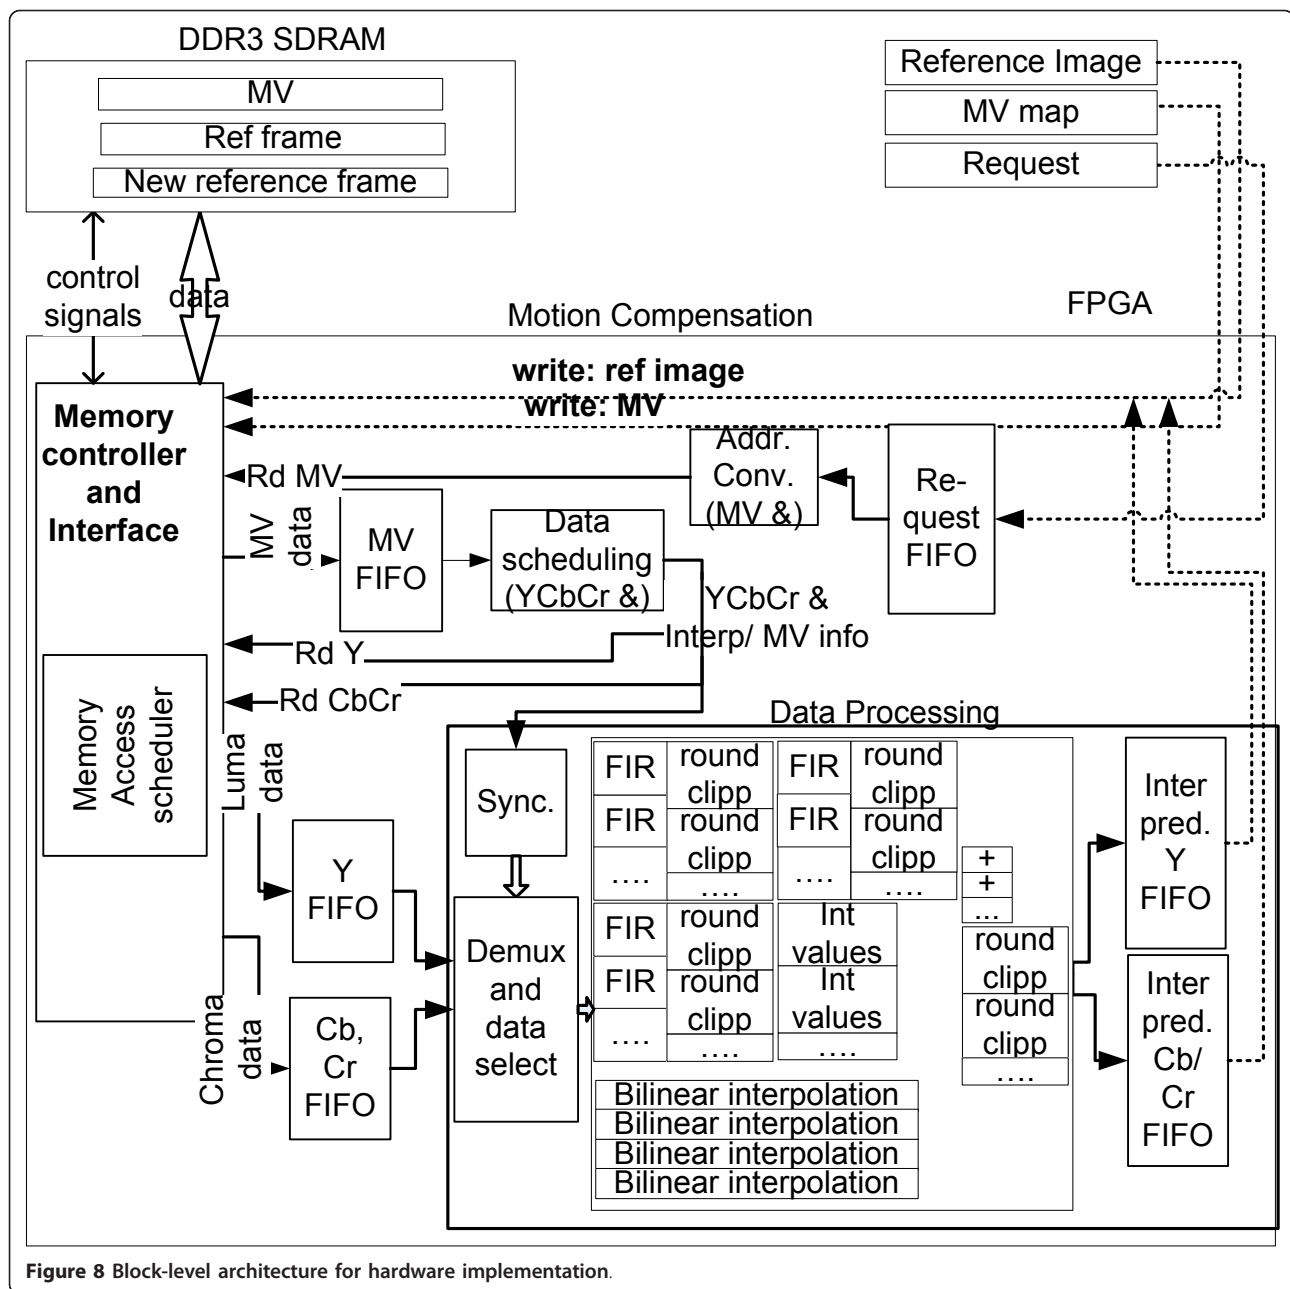 DDR3 SDRAM
MV
Ref frame
New reference frame
Reference Image
MV map
Request
control
signals
data
Motion Compensation
FPGA
write: ref image
write: MV
Memory
controller
and
Interface
Rd MV
Addr.
Conv.
(MV &)
Re-
quest
FIFO
MV
data
MV
FIFO
Data
scheduling
(YCbCr &)
YCbCr &
Interp/ MV info
Rd Y
Rd CbCr
Memory
Access
scheduler
Luma
data
Chroma
data
Y
FIFO
Cb,
Cr
FIFO
Data Processing
Sync.
Demux
and
data
select
FIR
round
clipp
FIR
round
clipp
....
....
FIR
round
clipp
FIR
round
clipp
....
....
FIR
round
clipp
FIR
round
clipp
....
....
Int
values
Int
values
....
+
+
...
round
clipp
round
clipp
....
Bilinear interpolation
Bilinear interpolation
Bilinear interpolation
Bilinear interpolation
Inter
pred.
Y
FIFO
Inter
pred.
Cb/
Cr
FIFO
Figure 8 Block-level architecture for hardware implementation.